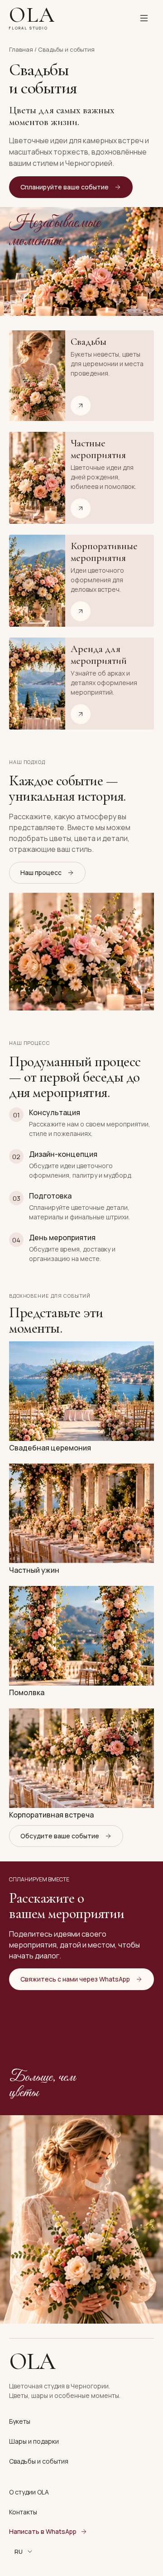 OLA
FLORAL STUDIO
Главная / Свадьбы и события
Свадьбы
и события
Цветы для самых важных
моментов жизни.
Цветочные идеи для камерных встреч и
масштабных торжеств, вдохновлённые
вашим стилем и Черногорией.
Спланируйте ваше событие →
Незабываемые
моменты
Свадьбы
Букеты невесты, цветы
для церемонии и места
проведения.
Частные
мероприятия
Цветочные идеи для
дней рождения,
юбилеев и помолвок.
Корпоративные
мероприятия
Идеи цветочного
оформления для
деловых встреч.
Аренда для
мероприятий
Узнайте об арках и
деталях оформления
мероприятий.
НАШ ПОДХОД
Каждое событие —
уникальная история.
Расскажите, какую атмосферу вы
представляете. Вместе мы можем
подобрать цветы, цвета и детали,
отражающие ваш стиль.
Наш процесс →
НАШ ПРОЦЕСС
Продуманный процесс
— от первой беседы до
дня мероприятия.
01 Консультация
Расскажите нам о своем мероприятии,
стиле и пожеланиях.
02 Дизайн-концепция
Обсудите идеи цветочного
оформления, палитру и мудборд.
03 Подготовка
Спланируйте цветочные детали,
материалы и финальные штрихи.
04 День мероприятия
Обсудите время, доставку и
организацию на месте.
ВДОХНОВЕНИЕ ДЛЯ СОБЫТИЙ
Представьте эти
моменты.
Свадебная церемония
Частный ужин
Помолвка
Корпоративная встреча
Обсудите ваше событие →
СПЛАНИРУЕМ ВМЕСТЕ
Расскажите о
вашем мероприятии
Поделитесь идеями своего
мероприятия, датой и местом, чтобы
начать диалог.
Свяжитесь с нами через WhatsApp →
Больше, чем
цветы
OLA
Цветочная студия в Черногории.
Цветы, шары и особенные моменты.
Букеты
Шары и подарки
Свадьбы и события
О студии OLA
Контакты
Написать в WhatsApp →
RU